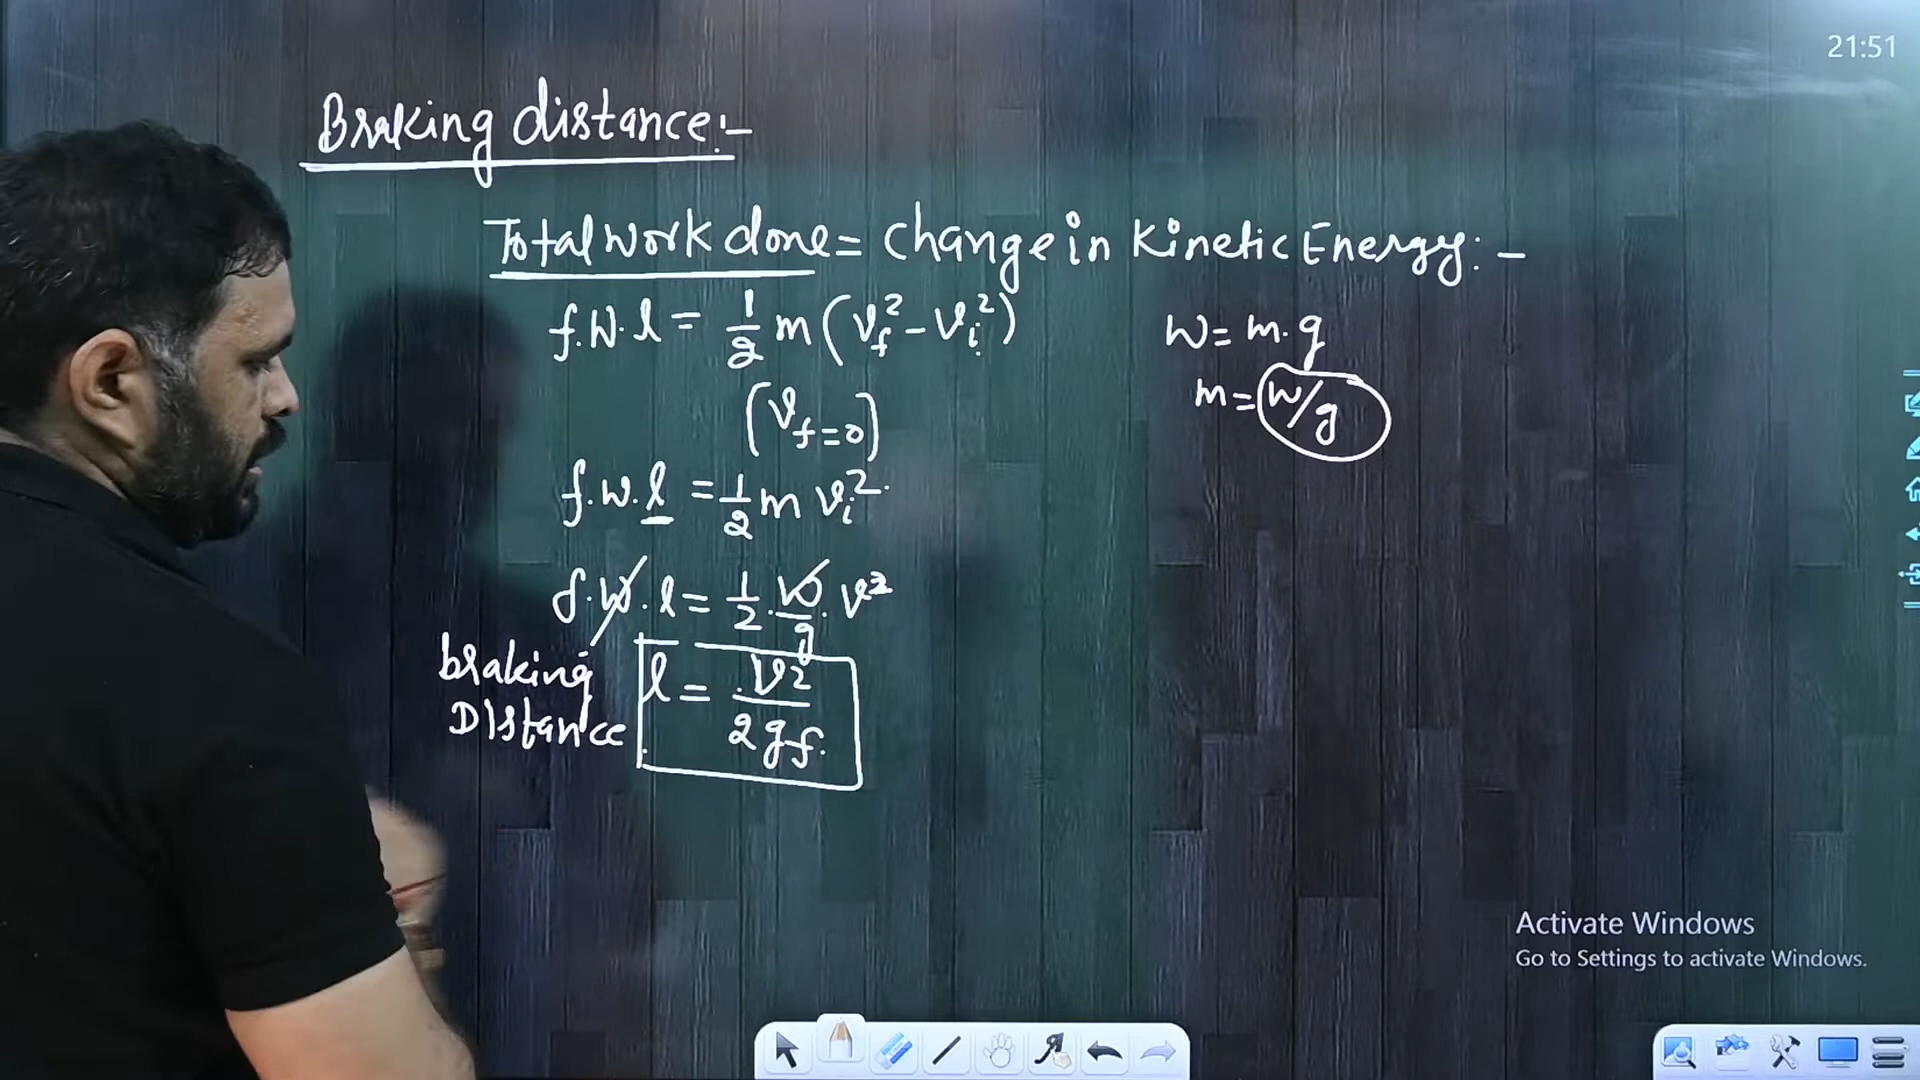 21:51
Braking distance:-
Total work done = Change in Kinetic Energy:-
f.W.l = 1/2 m (Vf² - Vi²)
W = m.g
m = W/g
(Vf = 0)
f.w.l = 1/2 m Vi²
f.W.l = 1/2 . W/g . V²
braking
Distance
l = V²/2gf.
Activate Windows
Go to Settings to activate Windows.